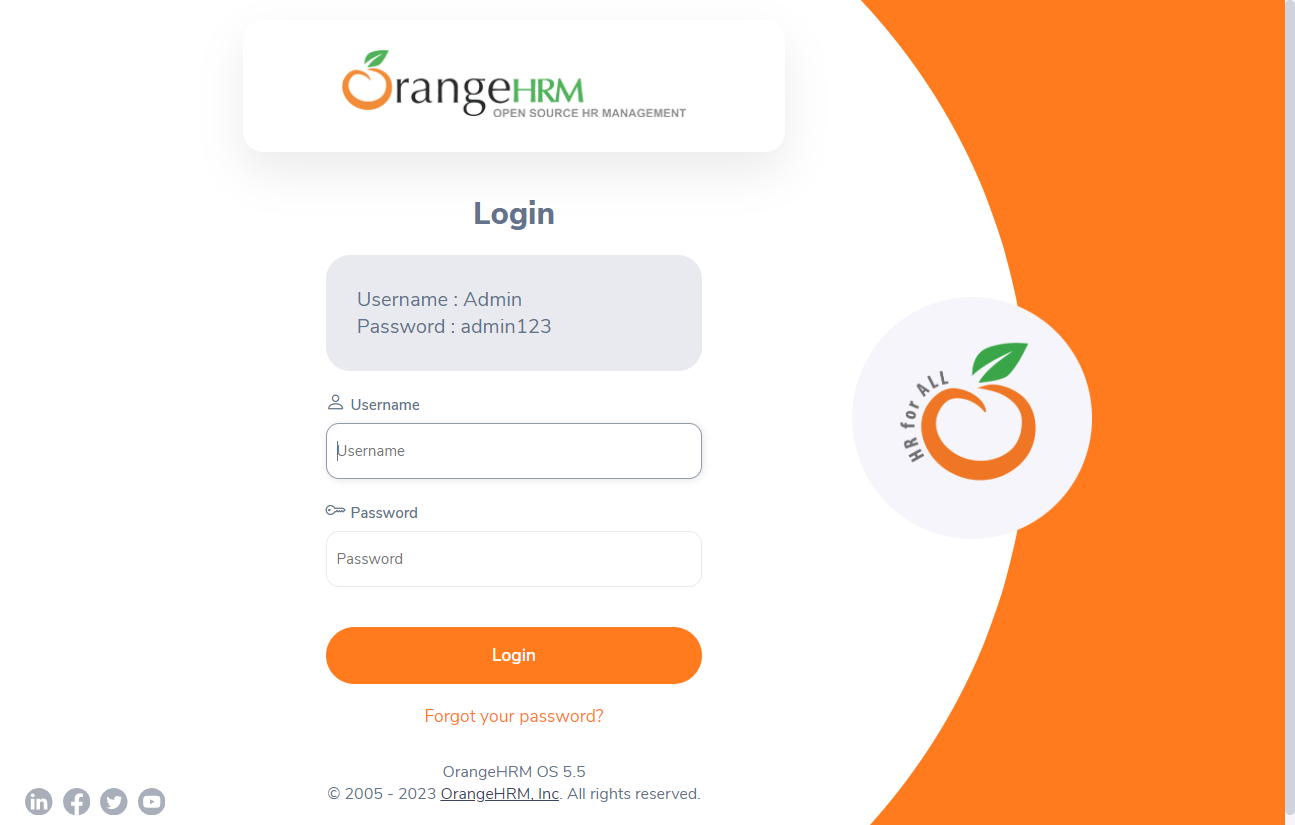 OrangeHRM
OPEN SOURCE HR MANAGEMENT
Login
Username : Admin
Password : admin123
Username
Username
Password
Password
Login
Forgot your password?
OrangeHRM OS 5.5
© 2005 - 2023 OrangeHRM, Inc. All rights reserved.
HR for ALL